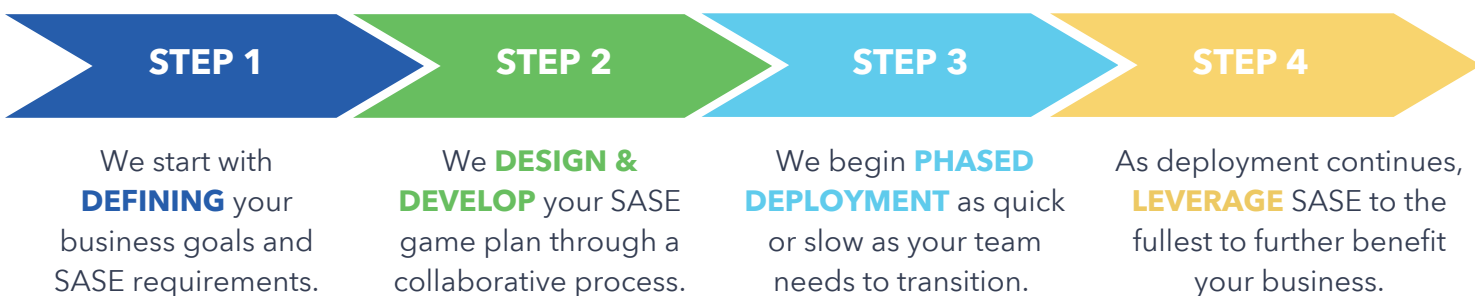 STEP 1
We start with
DEFINING your
business goals and
SASE requirements.
STEP 2
We DESIGN &
DEVELOP your SASE
game plan through a
collaborative process.
STEP 3
We begin PHASED
DEPLOYMENT as quick
or slow as your team
needs to transition.
STEP 4
As deployment continues,
LEVERAGE SASE to the
fullest to further benefit
your business.